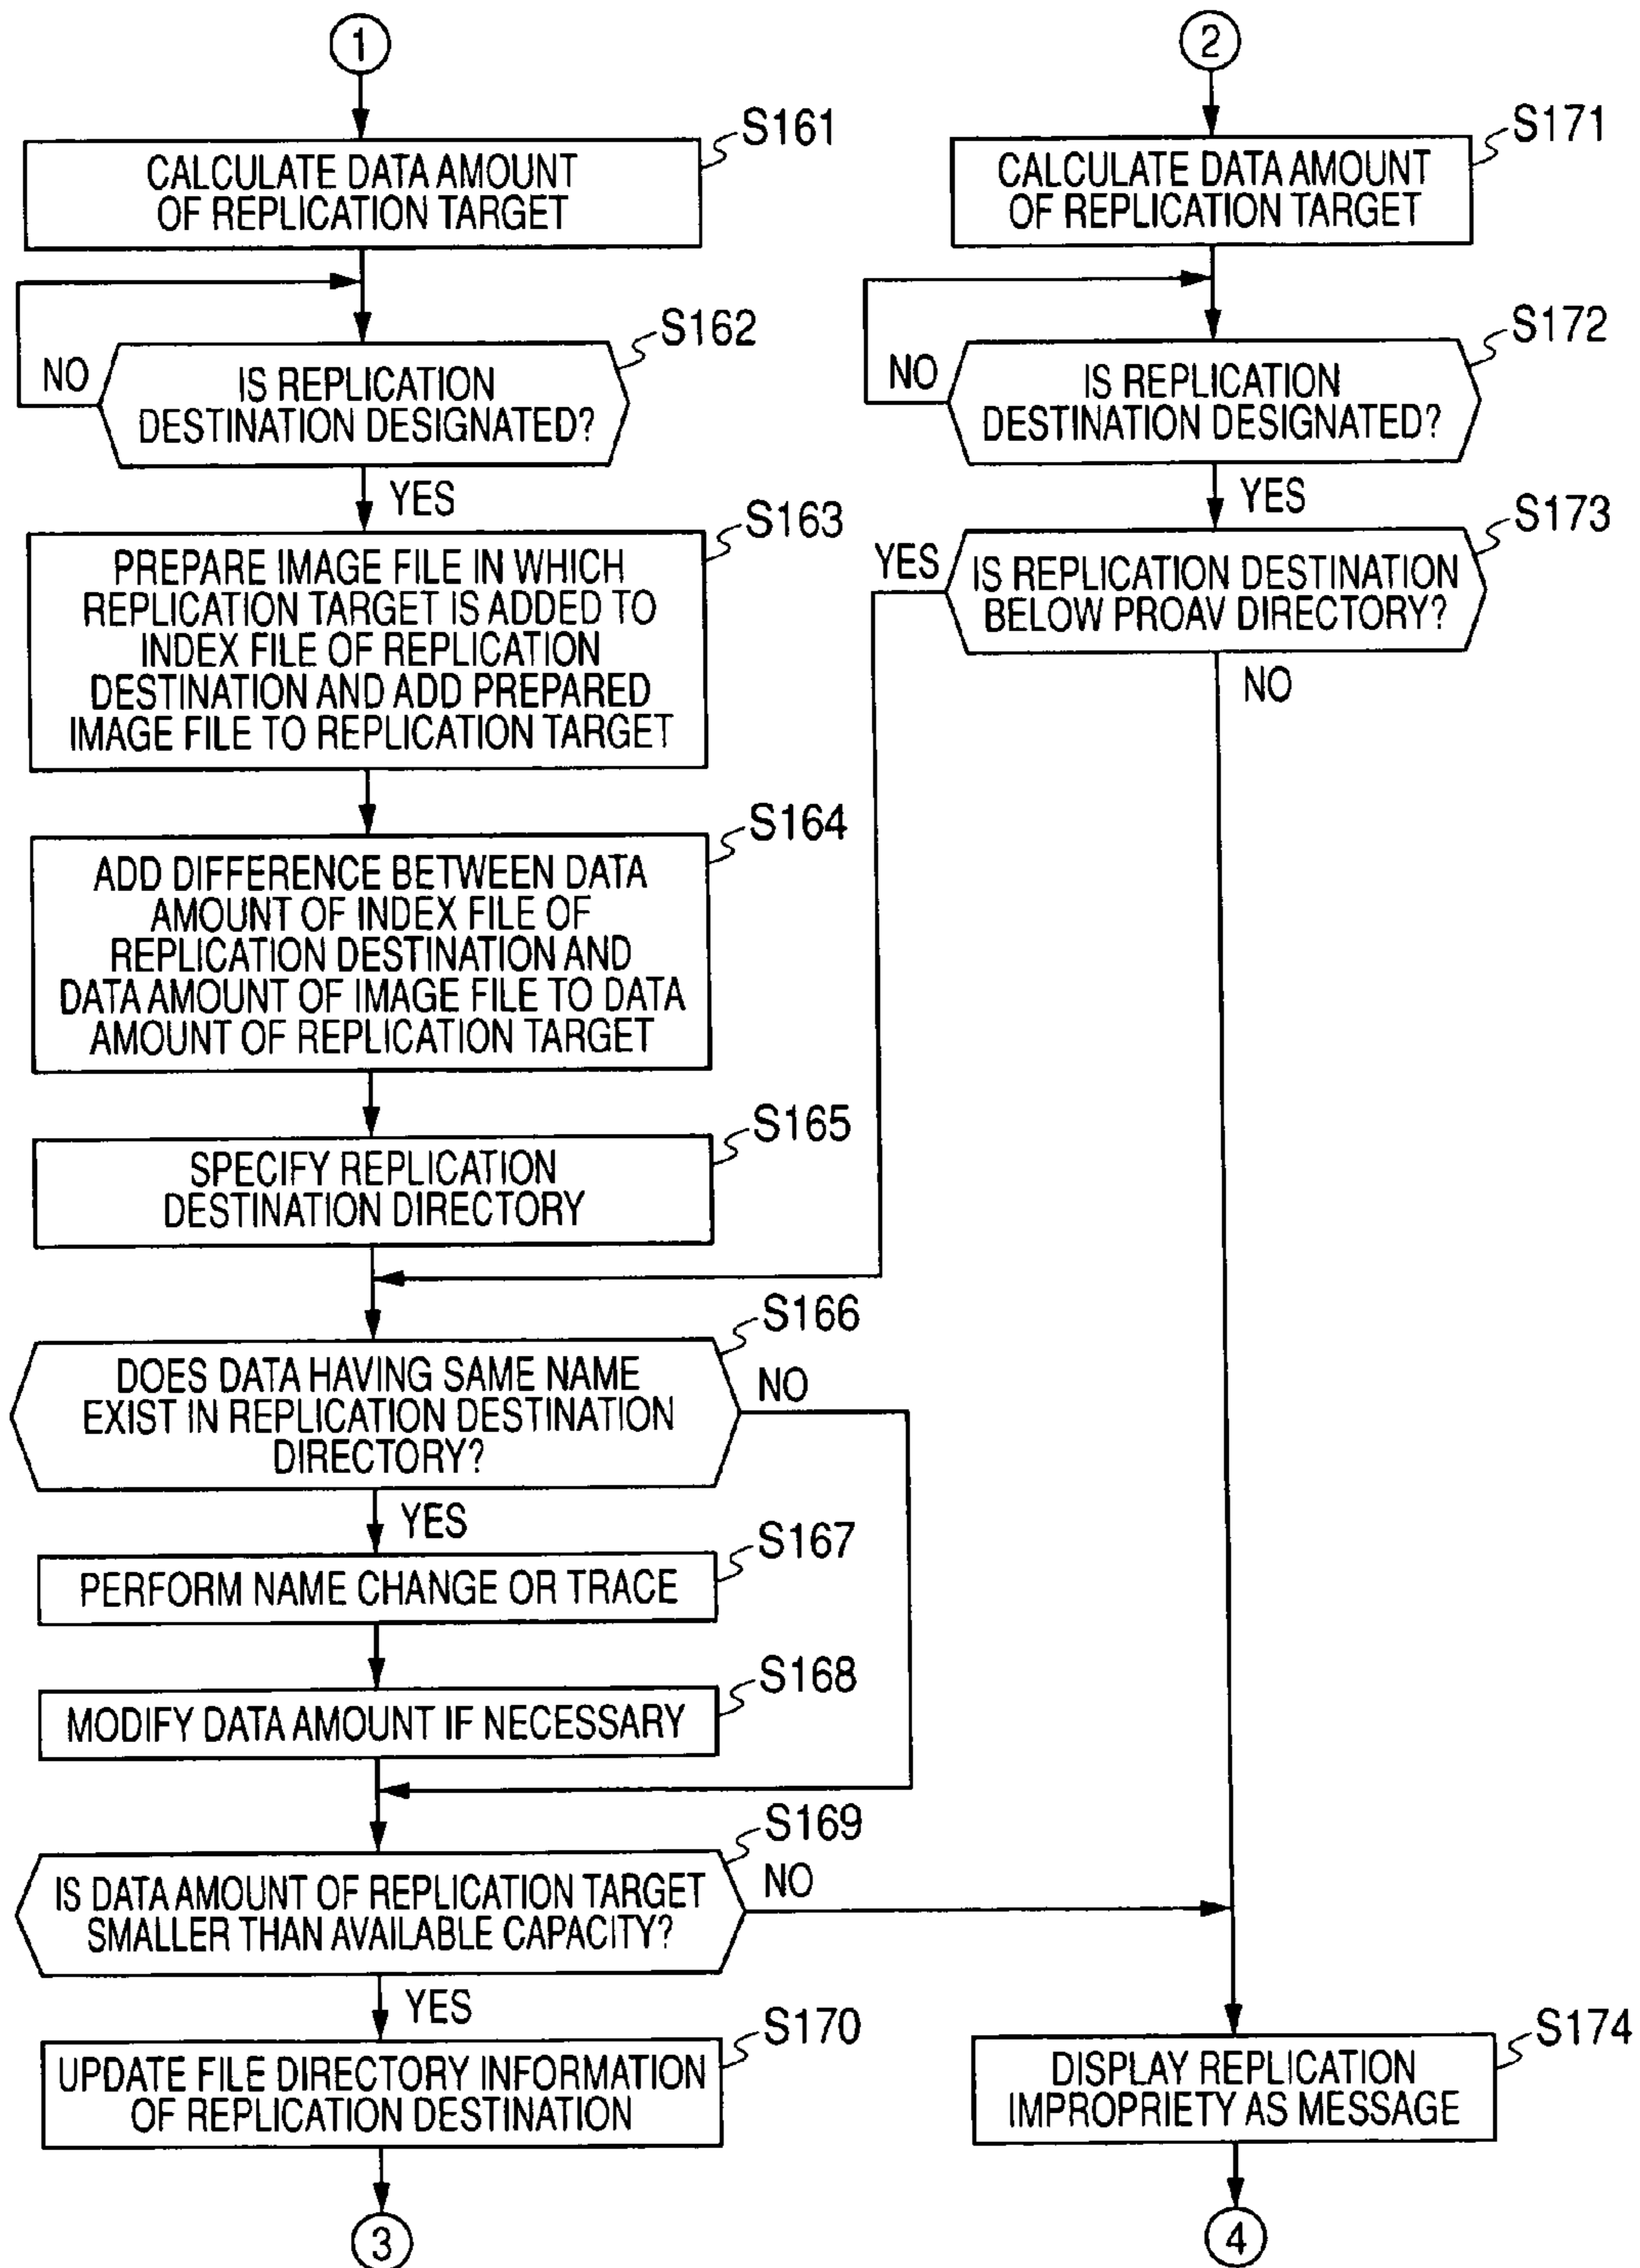 1
S161
CALCULATE DATA AMOUNT
OF REPLICATION TARGET
S162
NO
IS REPLICATION
DESTINATION DESIGNATED?
YES
S163
PREPARE IMAGE FILE IN WHICH
REPLICATION TARGET IS ADDED TO
INDEX FILE OF REPLICATION
DESTINATION AND ADD PREPARED
IMAGE FILE TO REPLICATION TARGET
S164
ADD DIFFERENCE BETWEEN DATA
AMOUNT OF INDEX FILE OF
REPLICATION DESTINATION AND
DATA AMOUNT OF IMAGE FILE TO DATA
AMOUNT OF REPLICATION TARGET
S165
SPECIFY REPLICATION
DESTINATION DIRECTORY
S166
DOES DATA HAVING SAME NAME
EXIST IN REPLICATION DESTINATION
DIRECTORY?
NO
YES
S167
PERFORM NAME CHANGE OR TRACE
S168
MODIFY DATA AMOUNT IF NECESSARY
S169
IS DATA AMOUNT OF REPLICATION TARGET
SMALLER THAN AVAILABLE CAPACITY?
NO
YES
S170
UPDATE FILE DIRECTORY INFORMATION
OF REPLICATION DESTINATION
3
2
S171
CALCULATE DATA AMOUNT
OF REPLICATION TARGET
S172
NO
IS REPLICATION
DESTINATION DESIGNATED?
YES
S173
YES
IS REPLICATION DESTINATION
BELOW PROAV DIRECTORY?
NO
S174
DISPLAY REPLICATION
IMPROPRIETY AS MESSAGE
4